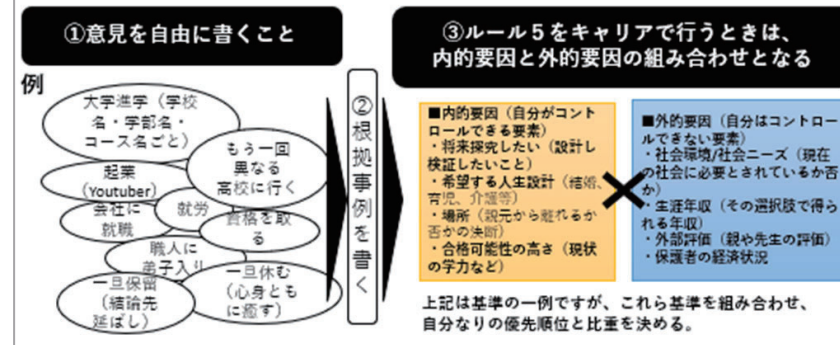 ①意見を自由に書くこと
例
大学進学（学校
名・学部名・
コース名ごと）
もう一回
異なる
高校に行く
起業
（Youtuber）
会社に
就職
就労
資格を取
る
職人に
弟子入り
一旦保留
（結論先
延ばし）
一旦休む
（心身とも
に癒す）
②根拠事例を書く
③ルール５をキャリアで行うときは、
内的要因と外的要因の組み合わせとなる
■内的要因（自分がコント
ロールできる要素）
・将来探究したい（設計し
検証したいこと）
・希望する人生設計（結婚、
育児、介護等）
・場所（親元から離れるか
否かの決断）
・合格可能性の高さ（現状
の学力など）
■外的要因（自分はコントロー
ルできない要素）
・社会環境/社会ニーズ（現在
の社会に必要とされているか否
か）
・生涯年収（その選択肢で得ら
れる年収）
・外部評価（親や先生の評価）
・保護者の経済状況
上記は基準の一例ですが、これら基準を組み合わせ、
自分なりの優先順位と比重を決める。